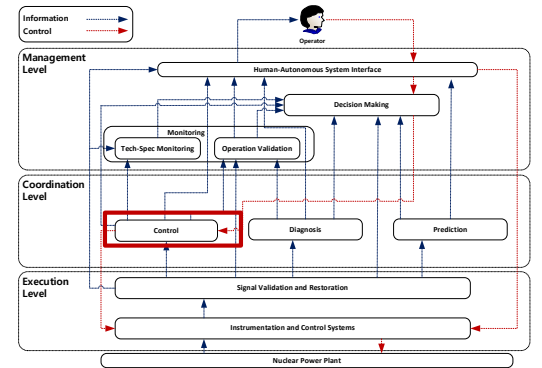 Information
Control
Operator
Management
Level
Human-Autonomous System Interface
Decision Making
Monitoring
Tech-Spec Monitoring
Operation Validation
Coordination
Level
Control
Diagnosis
Prediction
Execution
Level
Signal Validation and Restoration
Instrumentation and Control Systems
Nuclear Power Plant